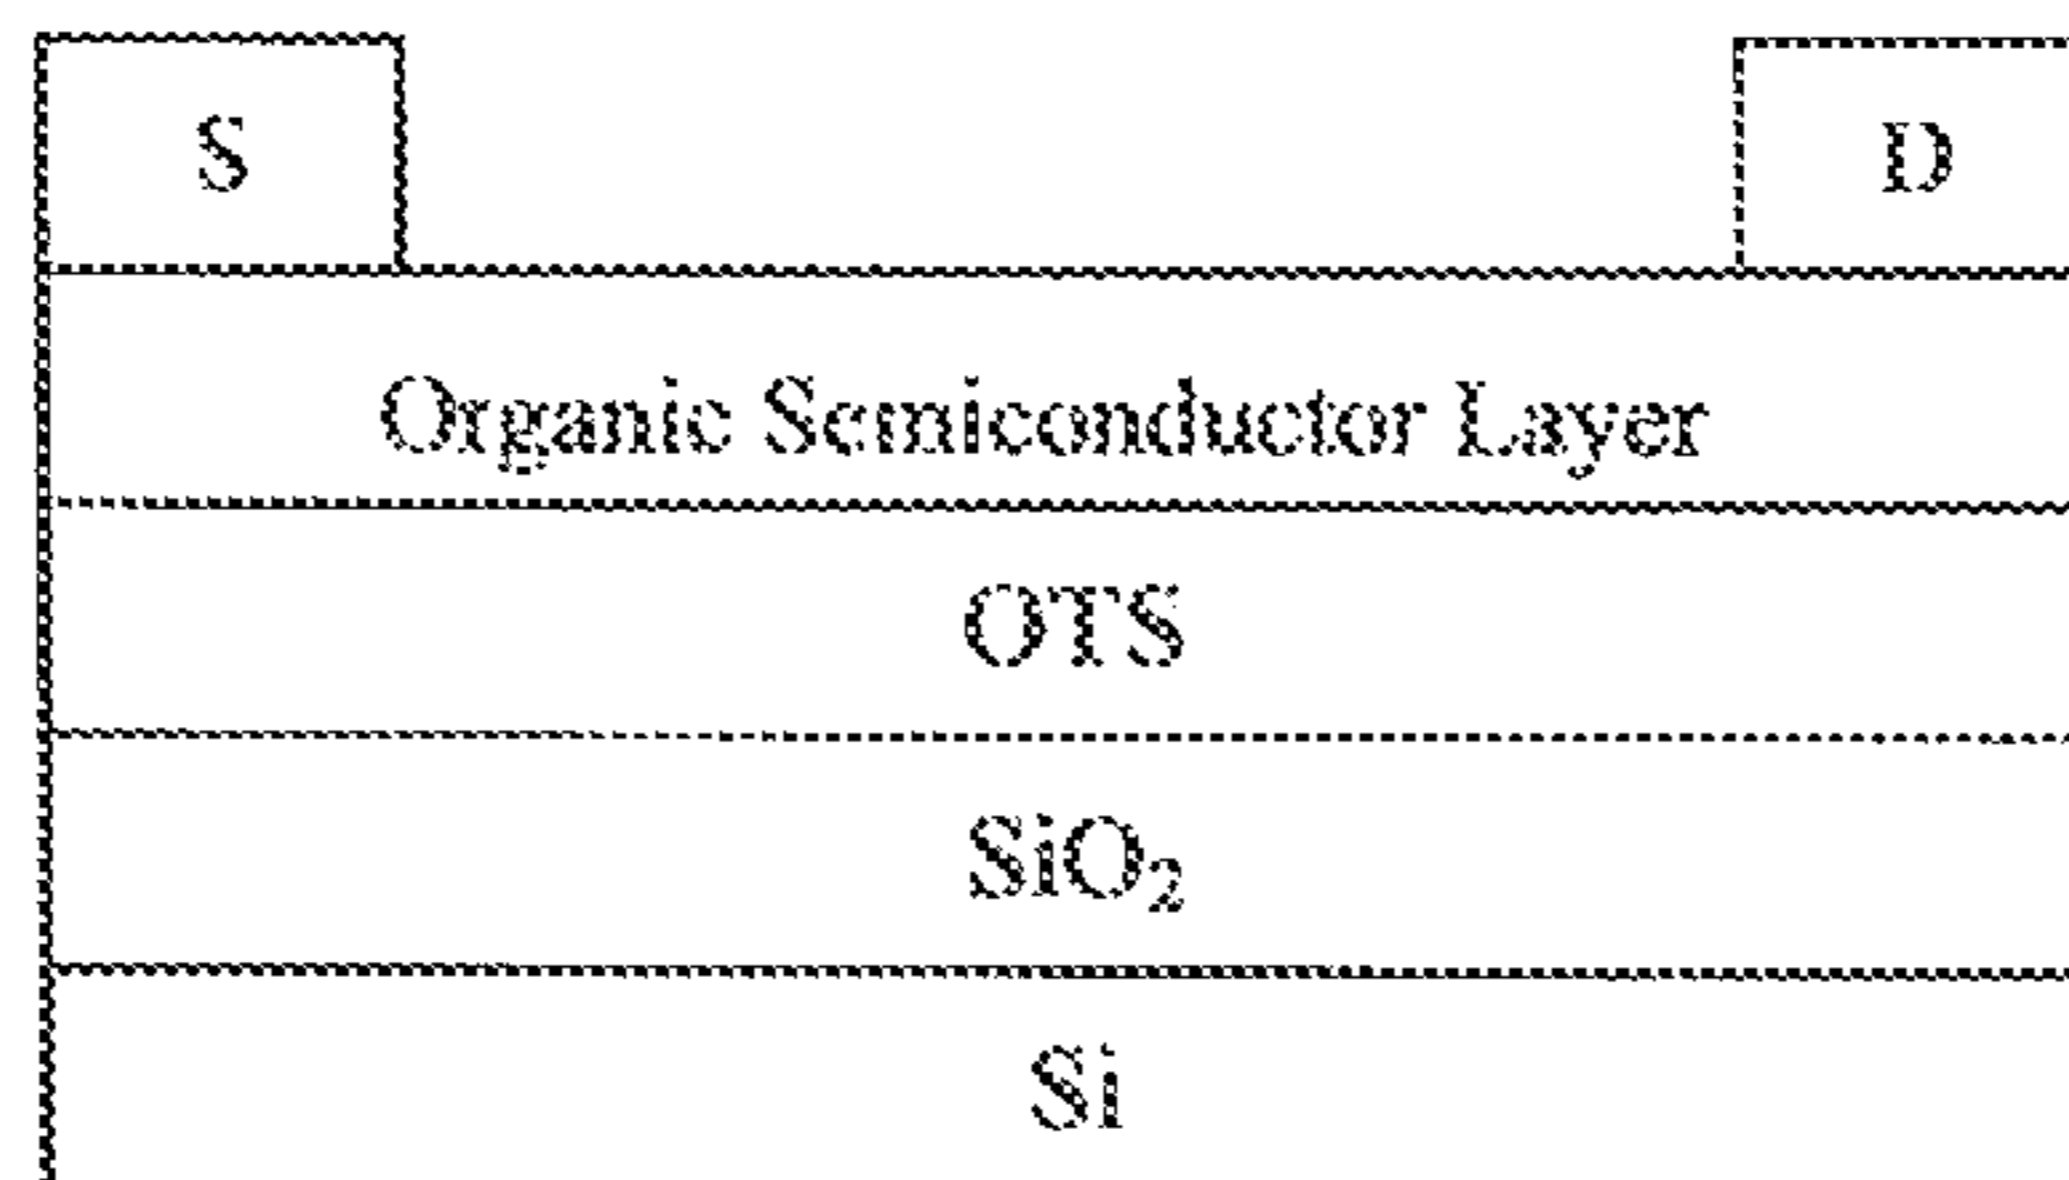 S D
Organic Semiconductor Layer
OTS
SiO₂
Si